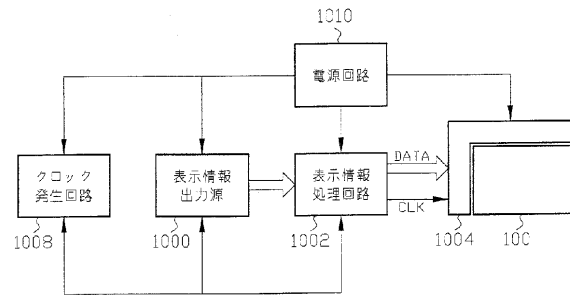 1010
電源回路
クロック
発生回路
表示情報
出力源
表示情報
処理回路
DATA
CLK
1008
1000
1002
1004
100